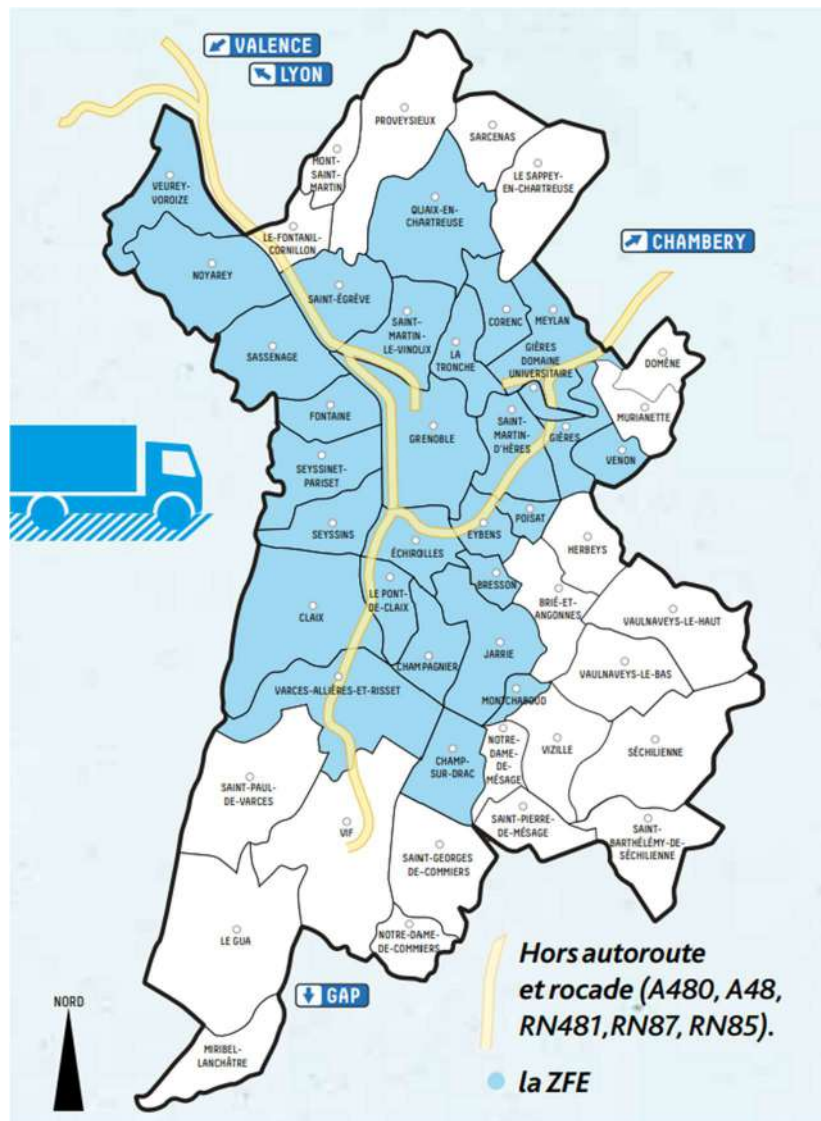 VALENCE
LYON
PROVEYSIEUX
SARCENAS
MONT-
SAINT-
MARTIN
LE SAPPEY-
EN-CHARTREUSE
VEUREY-
VOROIZE
QUAIX-EN-
CHARTREUSE
LE-FONTANIL-
CORNILLON
CHAMBERY
NOYAREY
SAINT-ÉGRÈVE
SAINT-
MARTIN-
LE-VINOUX
CORENC
MEYLAN
LA
TRONCHE
GIÈRES
DOMAINE
UNIVERSITAIRE
SASSENAGE
DOMÈNE
MURIANETTE
FONTAINE
GRENOBLE
SAINT-
MARTIN-
D'HÈRES
GIÈRES
VENON
SEYSSINET-
PARISET
SEYSSINS
ÉCHIROLLES
EYBENS
POISAT
HERBEYS
BRESSON
LE PONT-
DE-CLAIX
BRIÉ-ET-
ANGONNES
CLAIX
VAULNAVEYS-LE-HAUT
CHAMPAGNIER
JARRIE
VAULNAVEYS-LE-BAS
VARCES-ALLIÈRES-ET-RISSET
MONTCHABOUD
CHAMP-
SUR-DRAC
NOTRE-
DAME-
DE-
MÉSAGE
VIZILLE
SÉCHILIENNE
SAINT-PAUL-
DE-VARCES
VIF
SAINT-PIERRE-
DE-MÉSAGE
SAINT-
BARTHÉLÉMY-DE-
SÉCHILIENNE
SAINT-GEORGES
DE-COMMIERS
LE GUA
NOTRE-DAME-
DE-COMMIERS
GAP
NORD
MIRIBEL-
LANCHÂTRE
Hors autoroute
et rocade (A480, A48,
RN481,RN87, RN85).
la ZFE